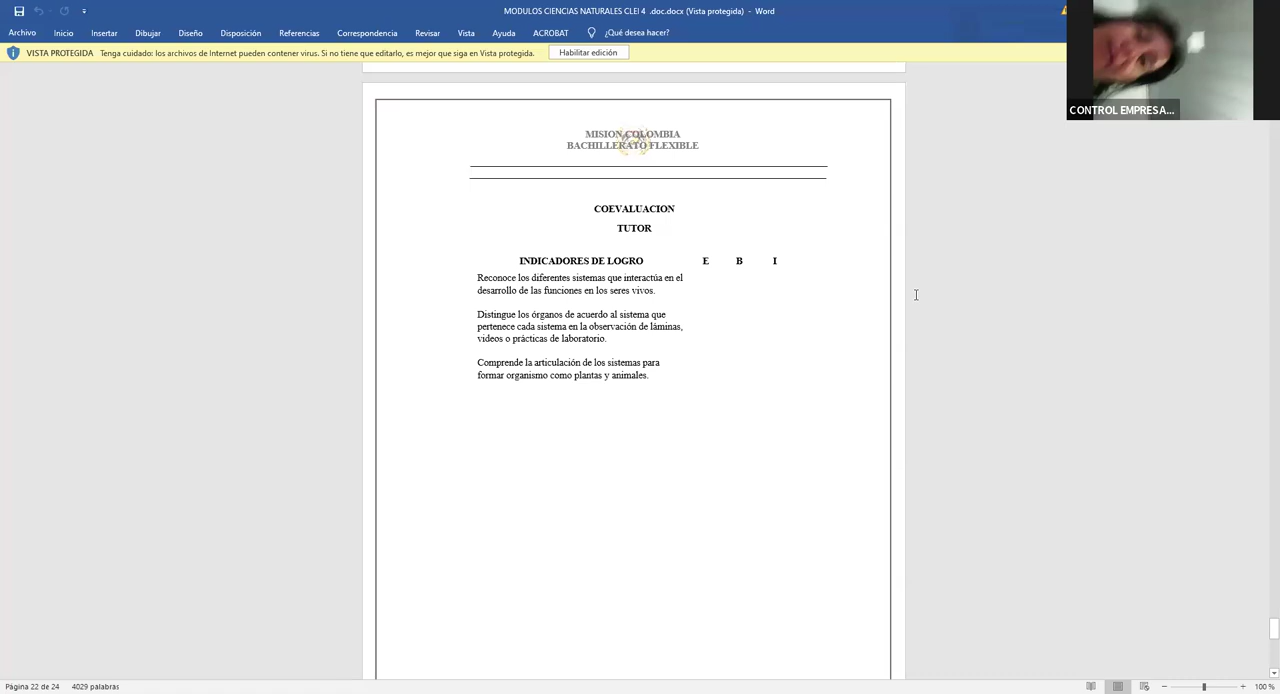 MODULOS CIENCIAS NATURALES CLEI 4 .doc.docx (Vista protegida) - Word
Archivo Inicio Insertar Dibujar Diseño Disposición Referencias Correspondencia Revisar Vista Ayuda ACROBAT ¿Qué desea hacer?
VISTA PROTEGIDA Tenga cuidado: los archivos de Internet pueden contener virus. Si no tiene que editarlo, es mejor que siga en Vista protegida. Habilitar edición
CONTROL EMPRESA...
MISION COLOMBIA
BACHILLERATO FLEXIBLE
COEVALUACION
TUTOR
INDICADORES DE LOGRO E B I
Reconoce los diferentes sistemas que interactúa en el
desarrollo de las funciones en los seres vivos.
Distingue los órganos de acuerdo al sistema que
pertenece cada sistema en la observación de láminas,
videos o prácticas de laboratorio.
Comprende la articulación de los sistemas para
formar organismo como plantas y animales.
Página 22 de 24 4029 palabras 100 %